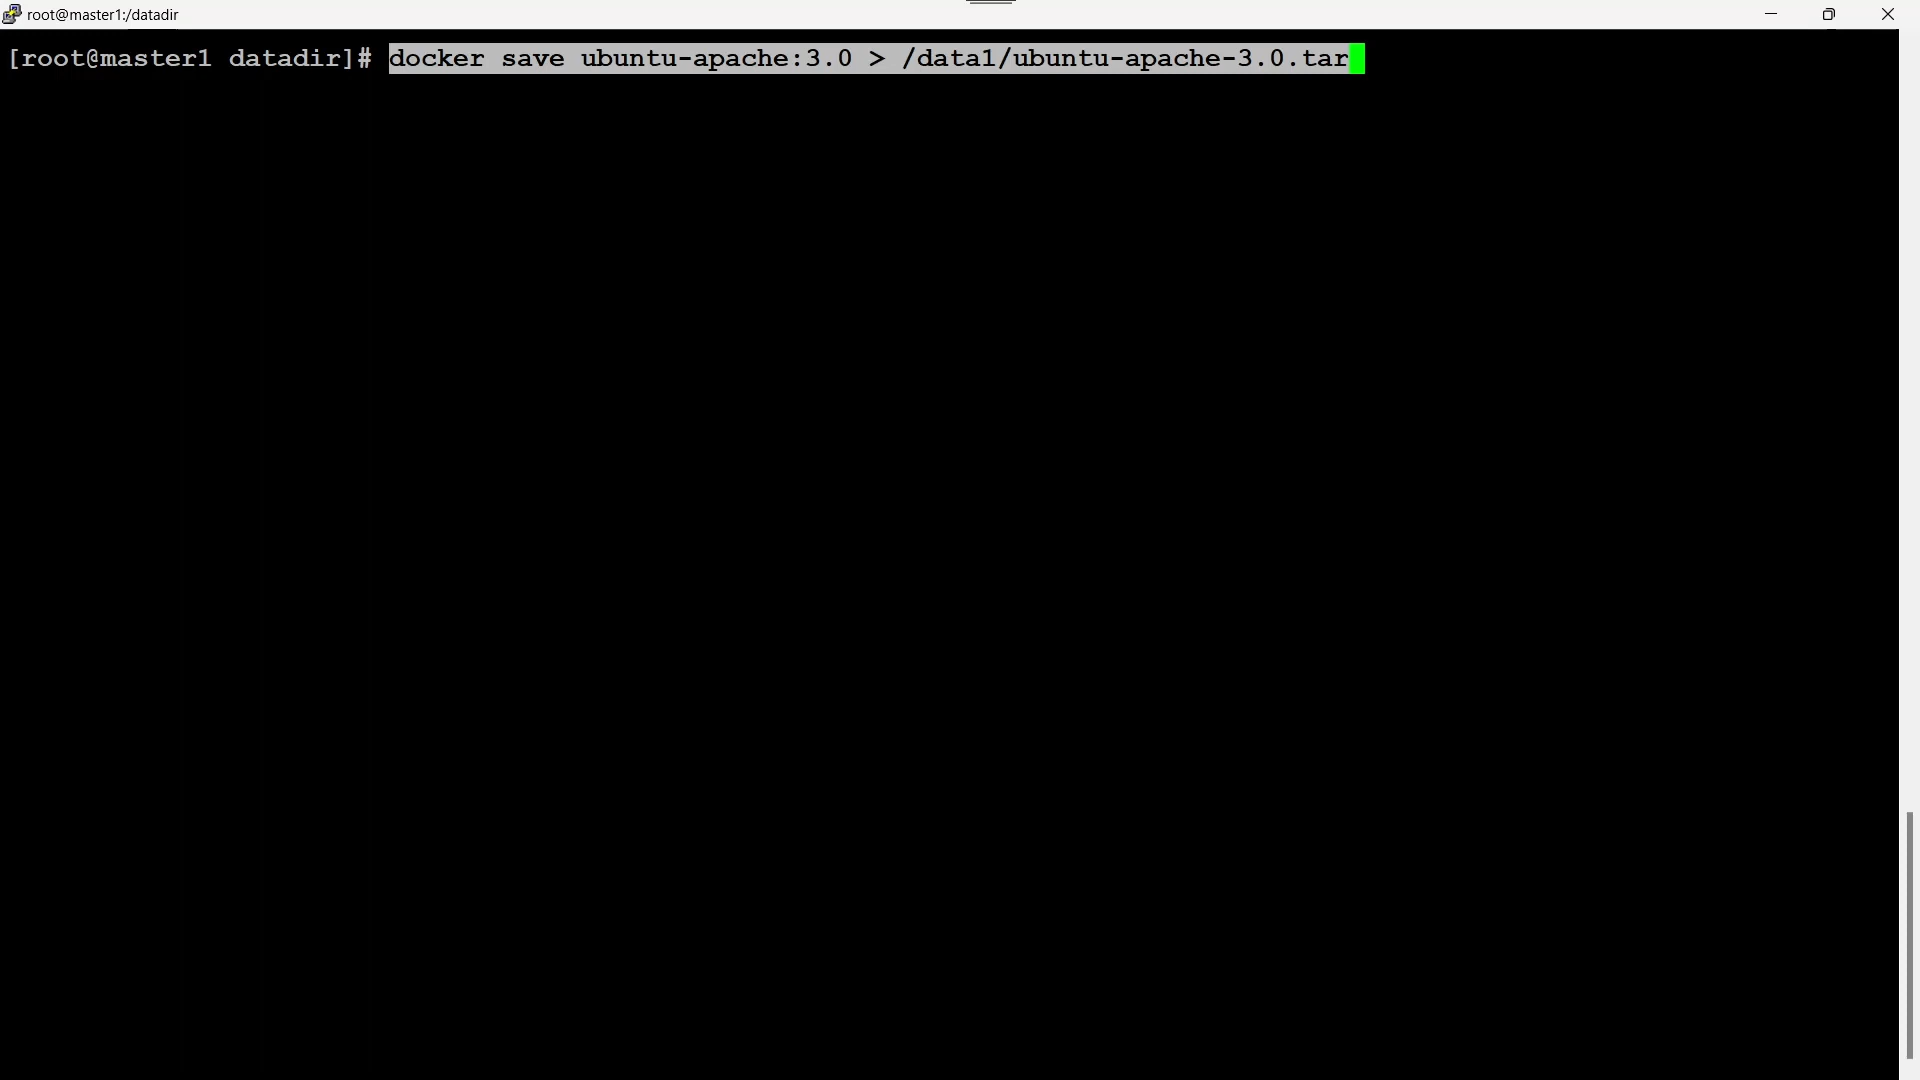 root@master1:/datadir
[root@master1 datadir]# docker save ubuntu-apache:3.0 > /data1/ubuntu-apache-3.0.tar